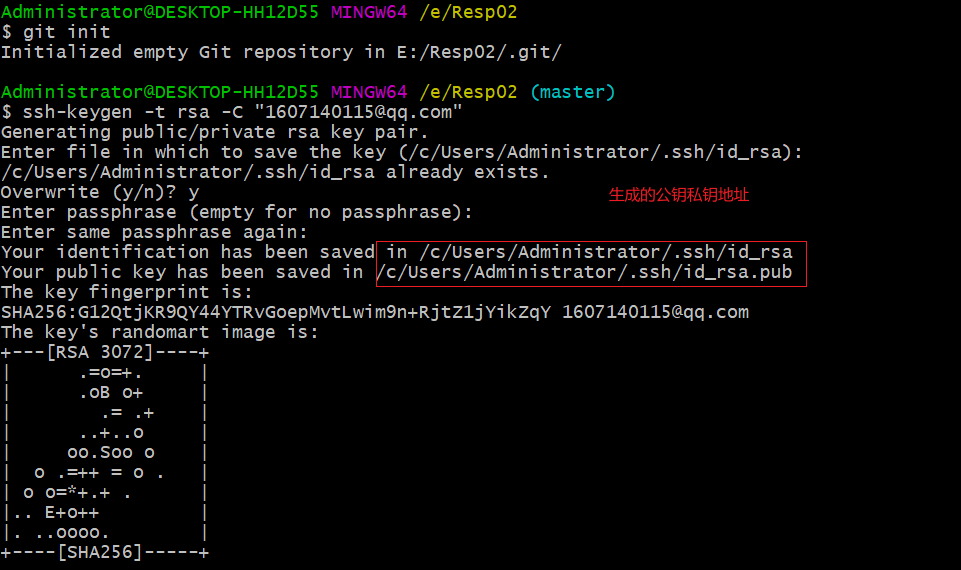 Administrator@DESKTOP-HH12D55 MINGW64 /e/Resp02
$ git init
Initialized empty Git repository in E:/Resp02/.git/
Administrator@DESKTOP-HH12D55 MINGW64 /e/Resp02 (master)
$ ssh-keygen -t rsa -C "1607140115@qq.com"
Generating public/private rsa key pair.
Enter file in which to save the key (/c/Users/Administrator/.ssh/id_rsa):
/c/Users/Administrator/.ssh/id_rsa already exists.
Overwrite (y/n)? y
生成的公钥私钥地址
Enter passphrase (empty for no passphrase):
Enter same passphrase again:
Your identification has been saved in /c/Users/Administrator/.ssh/id_rsa
Your public key has been saved in /c/Users/Administrator/.ssh/id_rsa.pub
The key fingerprint is:
SHA256:G12QtjKR9QY44YTRvGoepMvtLwim9n+RjtZ1jYikZqY 1607140115@qq.com
The key's randomart image is:
+---[RSA 3072]----+
|      .=o=+.     |
|      .oB o+     |
|        .= .+    |
|      ..+..o     |
|     oo.Soo o    |
|  o .=++ = o .   |
| o o=*+.+ .      |
|.. E+o++         |
|. ..oooo.        |
+----[SHA256]-----+